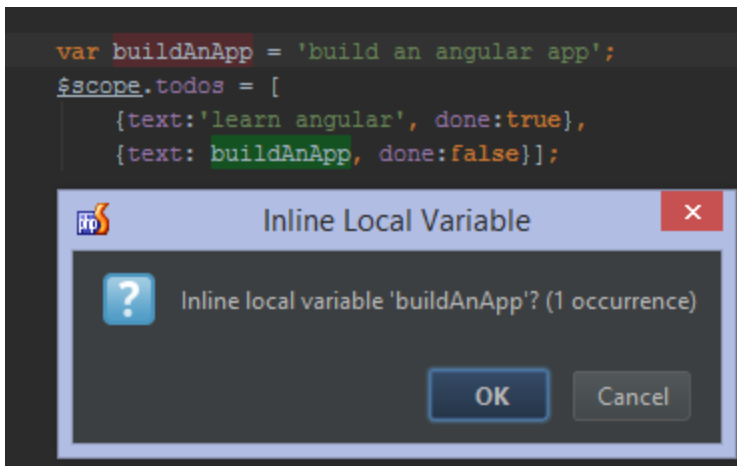 var buildAnApp = 'build an angular app';
$scope.todos = [
{text:'learn angular', done:true},
{text: buildAnApp, done:false}];
Inline Local Variable
Inline local variable 'buildAnApp'? (1 occurrence)
OK Cancel